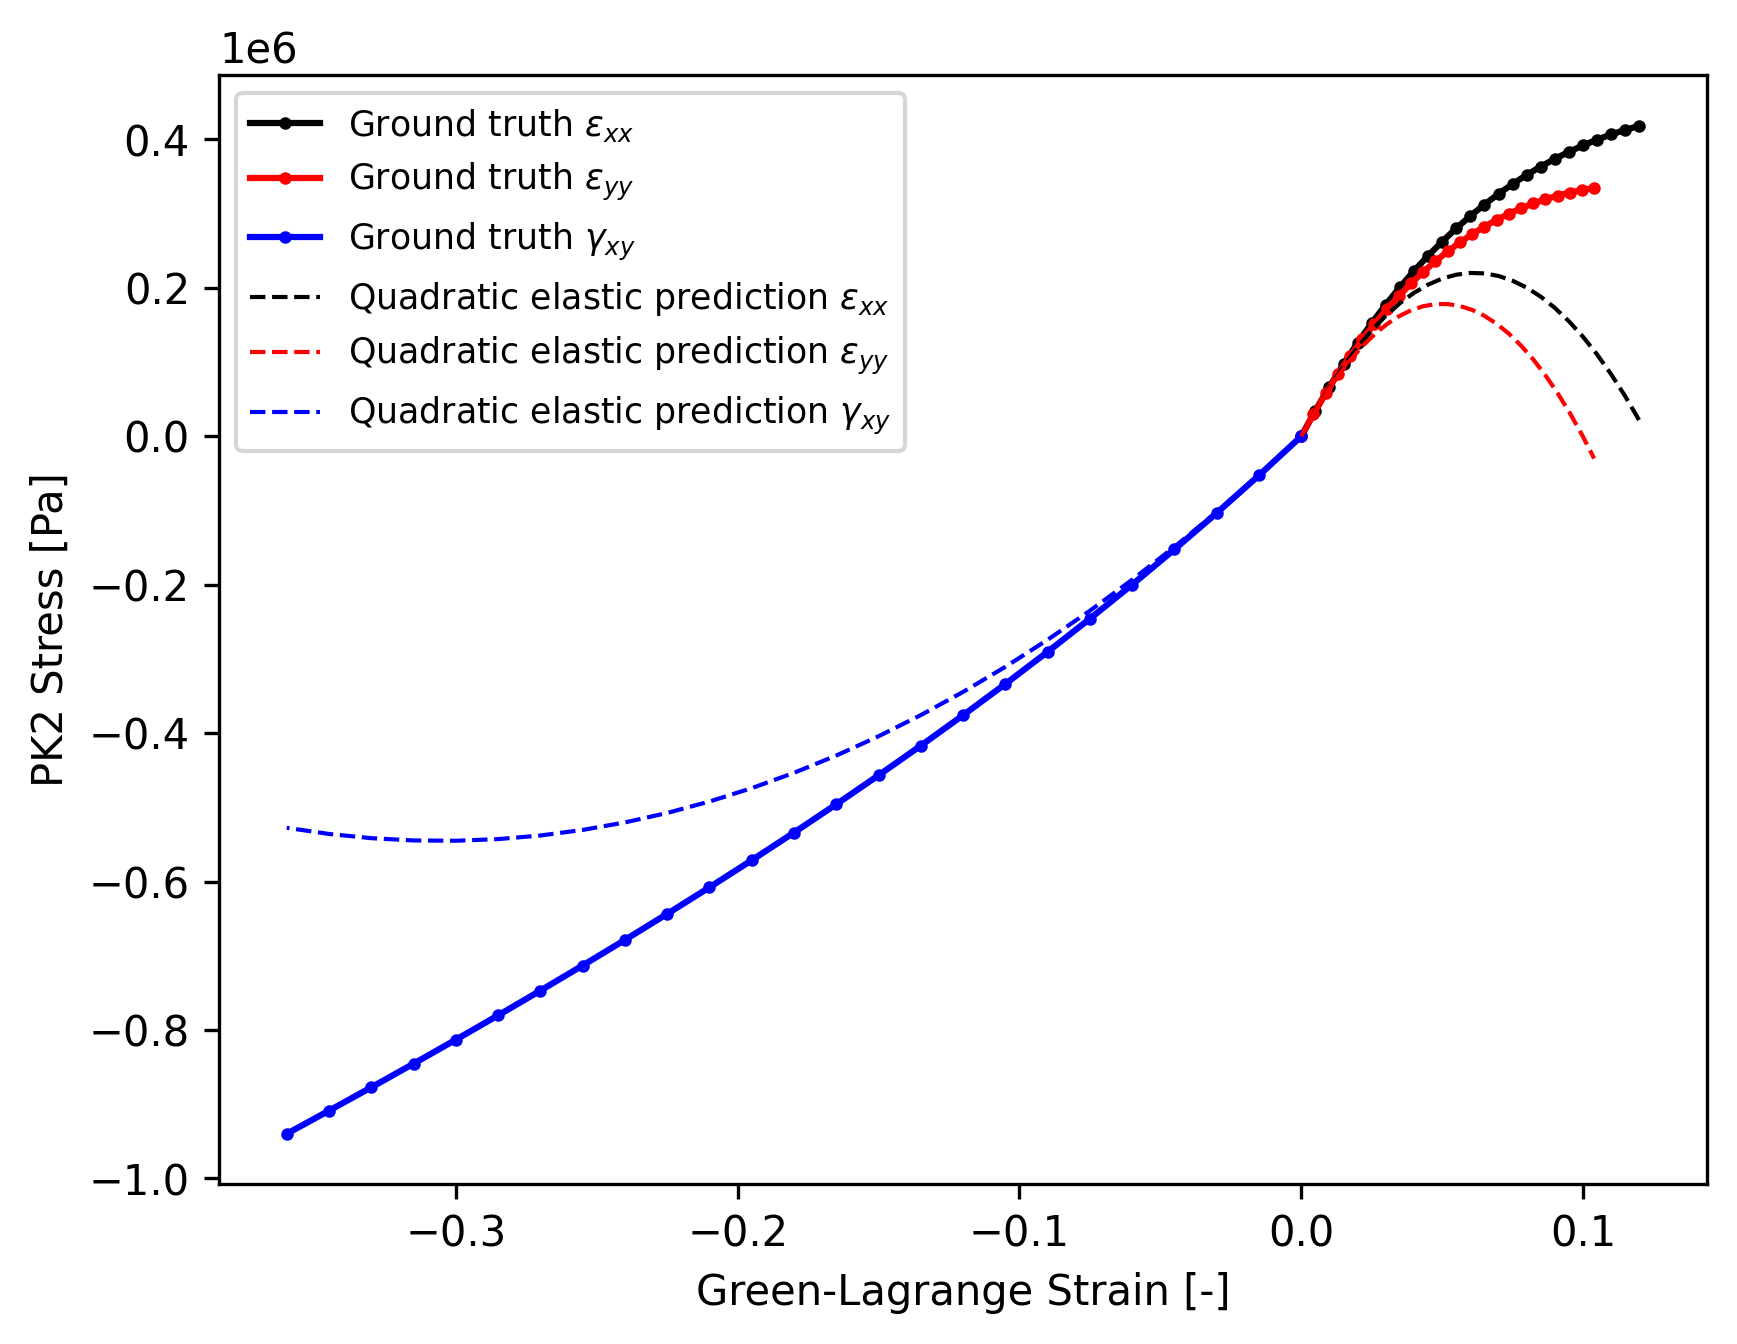 1e6
Ground truth εxx
Ground truth εyy
Ground truth γxy
Quadratic elastic prediction εxx
Quadratic elastic prediction εyy
Quadratic elastic prediction γxy
0.4
0.2
0.0
−0.2
−0.4
−0.6
−0.8
−1.0
PK2 Stress [Pa]
−0.3 −0.2 −0.1 0.0 0.1
Green-Lagrange Strain [-]